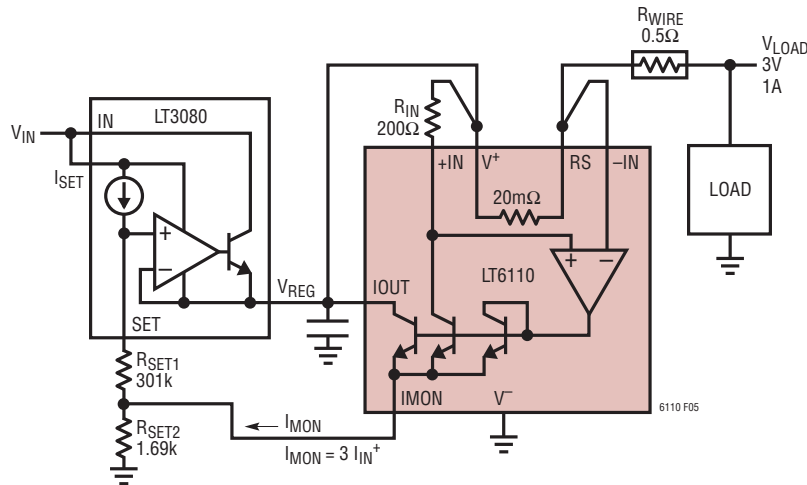 RWIRE
0.5Ω
VLOAD
3V
1A
LT3080
IN
VIN
ISET
+
−
SET
VREG
RSET1
301k
RSET2
1.69k
RIN
200Ω
+IN
V+
RS
−IN
20mΩ
LOAD
+
−
LT6110
IOUT
IMON
V−
6110 F05
IMON
IMON = 3 IIN+